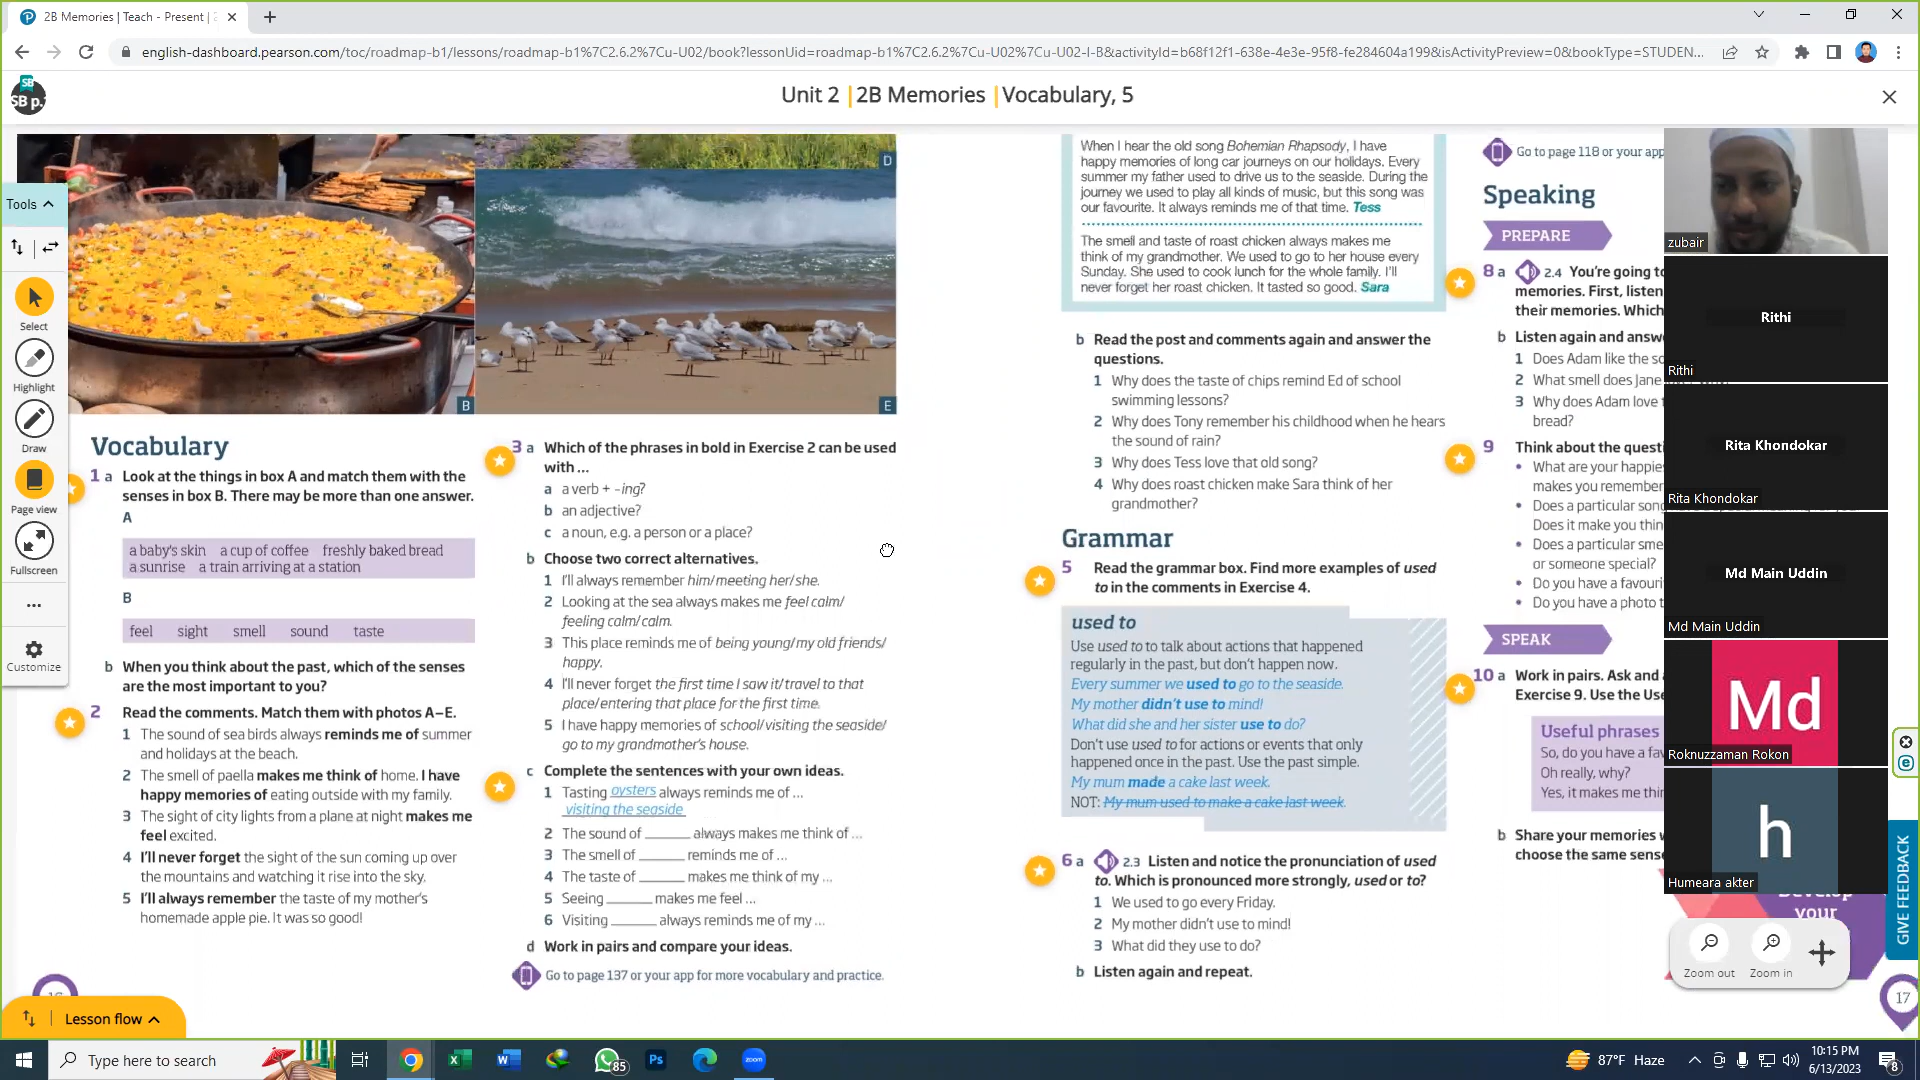 2B Memories | Teach - Present | 2
english-dashboard.pearson.com/toc/roadmap-b1/lessons/roadmap-b1%7C2.6.2%7Cu-U02/book?lessonUid=roadmap-b1%7C2.6.2%7Cu-U02%7Cu-U02-l-B&activityId=b68f12f1-638e-4e3e-95f8-fe284604a199&isActivityPreview=0&bookType=STUDEN...
SB
SB p.
Unit 2 | 2B Memories | Vocabulary, 5
Tools
Select
Highlight
Draw
Page view
Fullscreen
Customize
B
D
E
Vocabulary
1 a Look at the things in box A and match them with the
senses in box B. There may be more than one answer.
A
a baby's skin a cup of coffee freshly baked bread
a sunrise a train arriving at a station
B
feel sight smell sound taste
b When you think about the past, which of the senses
are the most important to you?
2 Read the comments. Match them with photos A–E.
1 The sound of sea birds always reminds me of summer
and holidays at the beach.
2 The smell of paella makes me think of home. I have
happy memories of eating outside with my family.
3 The sight of city lights from a plane at night makes me
feel excited.
4 I'll never forget the sight of the sun coming up over
the mountains and watching it rise into the sky.
5 I'll always remember the taste of my mother's
homemade apple pie. It was so good!
3 a Which of the phrases in bold in Exercise 2 can be used
with ...
a a verb + -ing?
b an adjective?
c a noun, e.g. a person or a place?
b Choose two correct alternatives.
1 I'll always remember him/meeting her/she.
2 Looking at the sea always makes me feel calm/
feeling calm/calm.
3 This place reminds me of being young/my old friends/
happy.
4 I'll never forget the first time I saw it/travel to that
place/entering that place for the first time.
5 I have happy memories of school/visiting the seaside/
go to my grandmother's house.
c Complete the sentences with your own ideas.
1 Tasting oysters always reminds me of ...
visiting the seaside
2 The sound of ______ always makes me think of ...
3 The smell of ______ reminds me of ...
4 The taste of ______ makes me think of my ...
5 Seeing ______ makes me feel ...
6 Visiting ______ always reminds me of my ...
d Work in pairs and compare your ideas.
Go to page 137 or your app for more vocabulary and practice.
When I hear the old song Bohemian Rhapsody, I have
happy memories of long car journeys on our holidays. Every
summer my father used to drive us to the seaside. During the
journey we used to play all kinds of music, but this song was
our favourite. It always reminds me of that time. Tess
The smell and taste of roast chicken always makes me
think of my grandmother. We used to go to her house every
Sunday. She used to cook lunch for the whole family. I'll
never forget her roast chicken. It tasted so good. Sara
b Read the post and comments again and answer the
questions.
1 Why does the taste of chips remind Ed of school
swimming lessons?
2 Why does Tony remember his childhood when he hears
the sound of rain?
3 Why does Tess love that old song?
4 Why does roast chicken make Sara think of her
grandmother?
Grammar
5 Read the grammar box. Find more examples of used
to in the comments in Exercise 4.
used to
Use used to to talk about actions that happened
regularly in the past, but don't happen now.
Every summer we used to go to the seaside.
My mother didn't use to mind!
What did she and her sister use to do?
Don't use used to for actions or events that only
happened once in the past. Use the past simple.
My mum made a cake last week.
NOT: My mum used to make a cake last week.
6 a 2.3 Listen and notice the pronunciation of used
to. Which is pronounced more strongly, used or to?
1 We used to go every Friday.
2 My mother didn't use to mind!
3 What did they use to do?
b Listen again and repeat.
Go to page 118 or your app
Speaking
PREPARE
8 a 2.4 You're going to
memories. First, listen
their memories. Which
b Listen again and answ
1 Does Adam like the so
2 What smell does Jane
3 Why does Adam love t
bread?
9 Think about the questi
• What are your happies
makes you remember
• Does a particular song
Does it make you thin
• Does a particular sme
or someone special?
• Do you have a favouri
• Do you have a photo t
SPEAK
10 a Work in pairs. Ask and
Exercise 9. Use the Use
Useful phrases
So, do you have a fav
Oh really, why?
Yes, it makes me thin
b Share your memories w
choose the same sense
Develop
your
17
zubair
Rithi
Rithi
Rita Khondokar
Rita Khondokar
Md Main Uddin
Md Main Uddin
Md
Roknuzzaman Rokon
h
Humeara akter
Zoom out
Zoom in
GIVE FEEDBACK
Lesson flow
Type here to search
85
87°F Haze
10:15 PM
6/13/2023
8